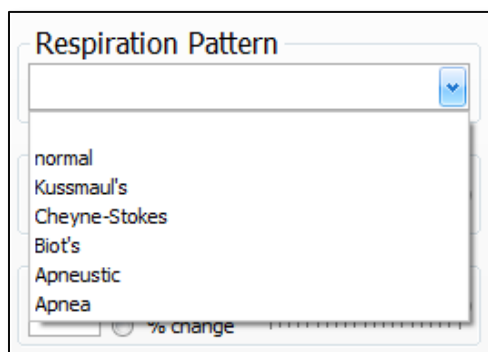 Respiration Pattern
normal
Kussmaul's
Cheyne-Stokes
Biot's
Apneustic
Apnea
% change